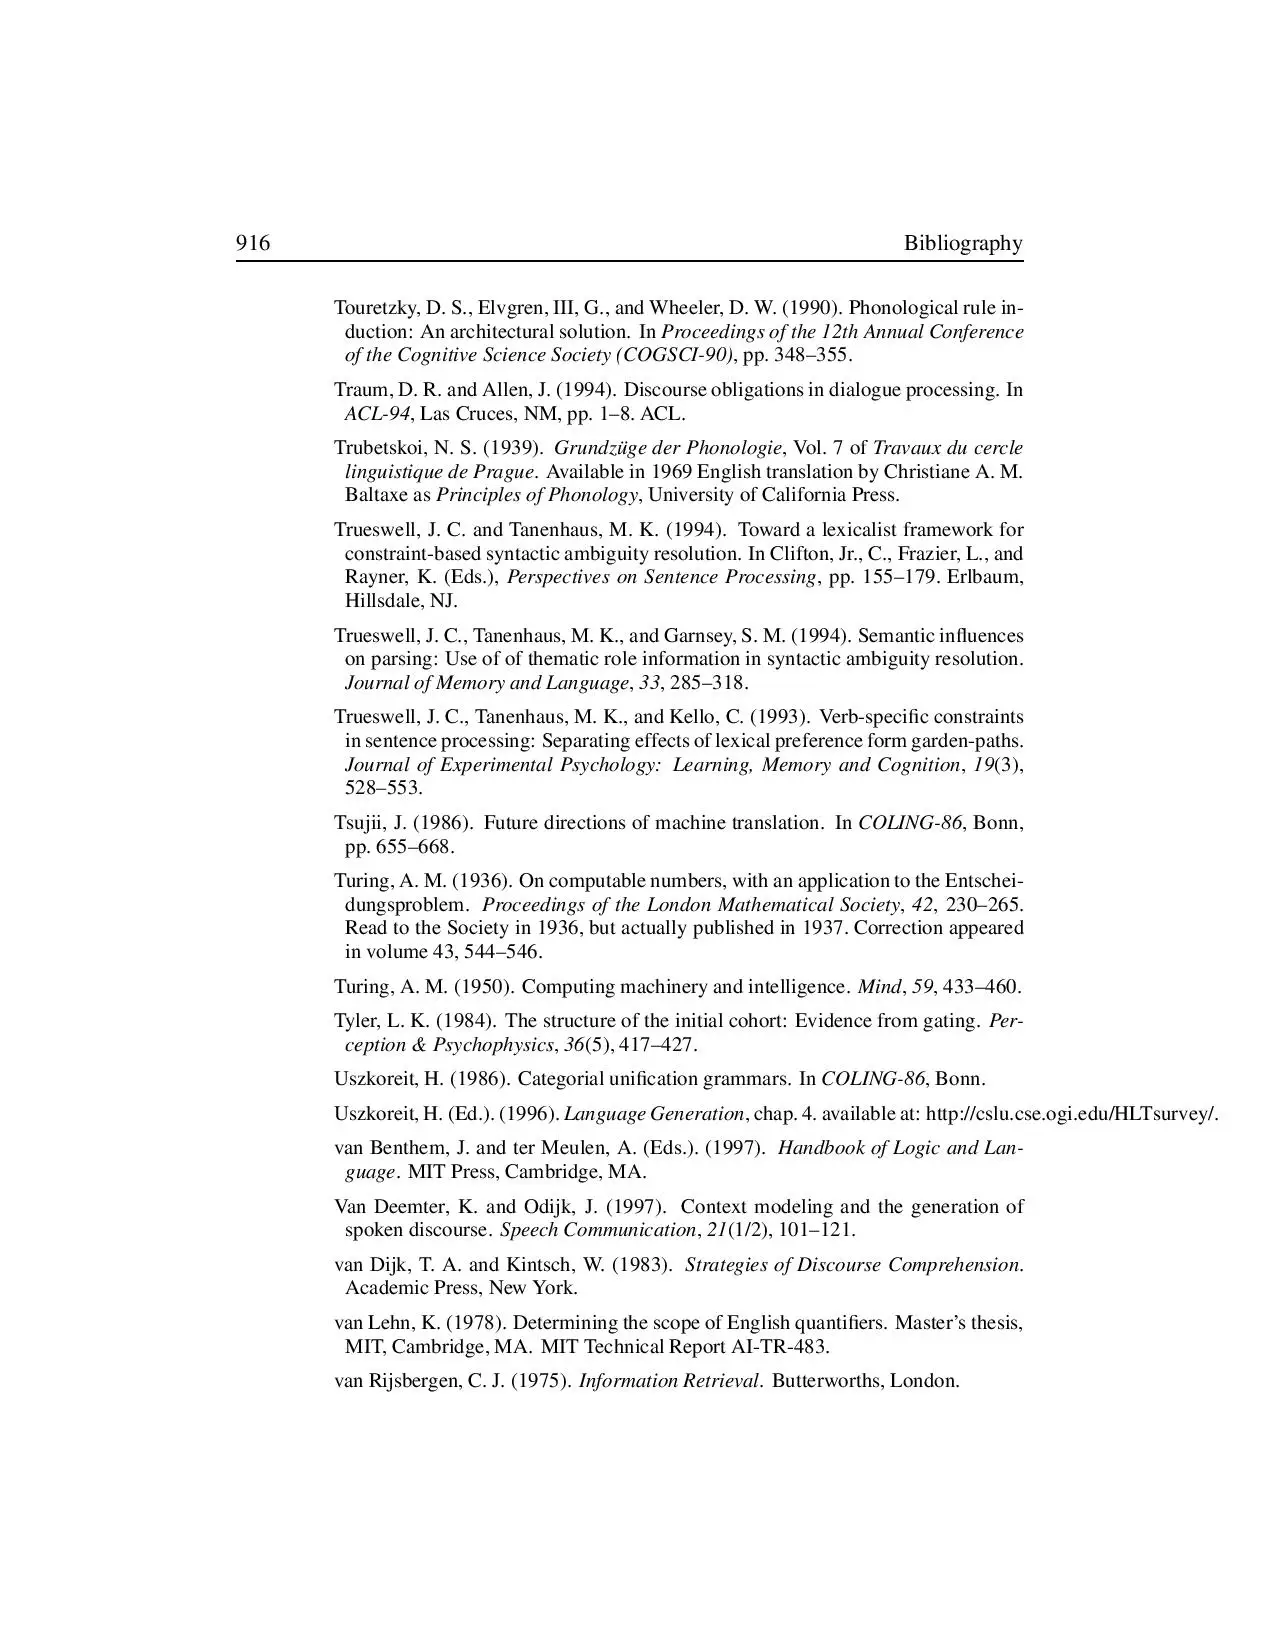 916 Bibliography
Touretzky, D. S., Elvgren, III, G., and Wheeler, D. W. (1990). Phonological rule in-
duction: An architectural solution. In Proceedings of the 12th Annual Conference
of the Cognitive Science Society (COGSCI-90), pp. 348–355.
Traum, D. R. and Allen, J. (1994). Discourse obligations in dialogue processing. In
ACL-94, Las Cruces, NM, pp. 1–8. ACL.
Trubetskoi, N. S. (1939). Grundzüge der Phonologie, Vol. 7 of Travaux du cercle
linguistique de Prague. Available in 1969 English translation by Christiane A. M.
Baltaxe as Principles of Phonology, University of California Press.
Trueswell, J. C. and Tanenhaus, M. K. (1994). Toward a lexicalist framework for
constraint-based syntactic ambiguity resolution. In Clifton, Jr., C., Frazier, L., and
Rayner, K. (Eds.), Perspectives on Sentence Processing, pp. 155–179. Erlbaum,
Hillsdale, NJ.
Trueswell, J. C., Tanenhaus, M. K., and Garnsey, S. M. (1994). Semantic influences
on parsing: Use of of thematic role information in syntactic ambiguity resolution.
Journal of Memory and Language, 33, 285–318.
Trueswell, J. C., Tanenhaus, M. K., and Kello, C. (1993). Verb-specific constraints
in sentence processing: Separating effects of lexical preference form garden-paths.
Journal of Experimental Psychology: Learning, Memory and Cognition, 19(3),
528–553.
Tsujii, J. (1986). Future directions of machine translation. In COLING-86, Bonn,
pp. 655–668.
Turing, A. M. (1936). On computable numbers, with an application to the Entschei-
dungsproblem. Proceedings of the London Mathematical Society, 42, 230–265.
Read to the Society in 1936, but actually published in 1937. Correction appeared
in volume 43, 544–546.
Turing, A. M. (1950). Computing machinery and intelligence. Mind, 59, 433–460.
Tyler, L. K. (1984). The structure of the initial cohort: Evidence from gating. Per-
ception & Psychophysics, 36(5), 417–427.
Uszkoreit, H. (1986). Categorial unification grammars. In COLING-86, Bonn.
Uszkoreit, H. (Ed.). (1996). Language Generation, chap. 4. available at: http://cslu.cse.ogi.edu/HLTsurvey/.
van Benthem, J. and ter Meulen, A. (Eds.). (1997). Handbook of Logic and Lan-
guage. MIT Press, Cambridge, MA.
Van Deemter, K. and Odijk, J. (1997). Context modeling and the generation of
spoken discourse. Speech Communication, 21(1/2), 101–121.
van Dijk, T. A. and Kintsch, W. (1983). Strategies of Discourse Comprehension.
Academic Press, New York.
van Lehn, K. (1978). Determining the scope of English quantifiers. Master's thesis,
MIT, Cambridge, MA. MIT Technical Report AI-TR-483.
van Rijsbergen, C. J. (1975). Information Retrieval. Butterworths, London.